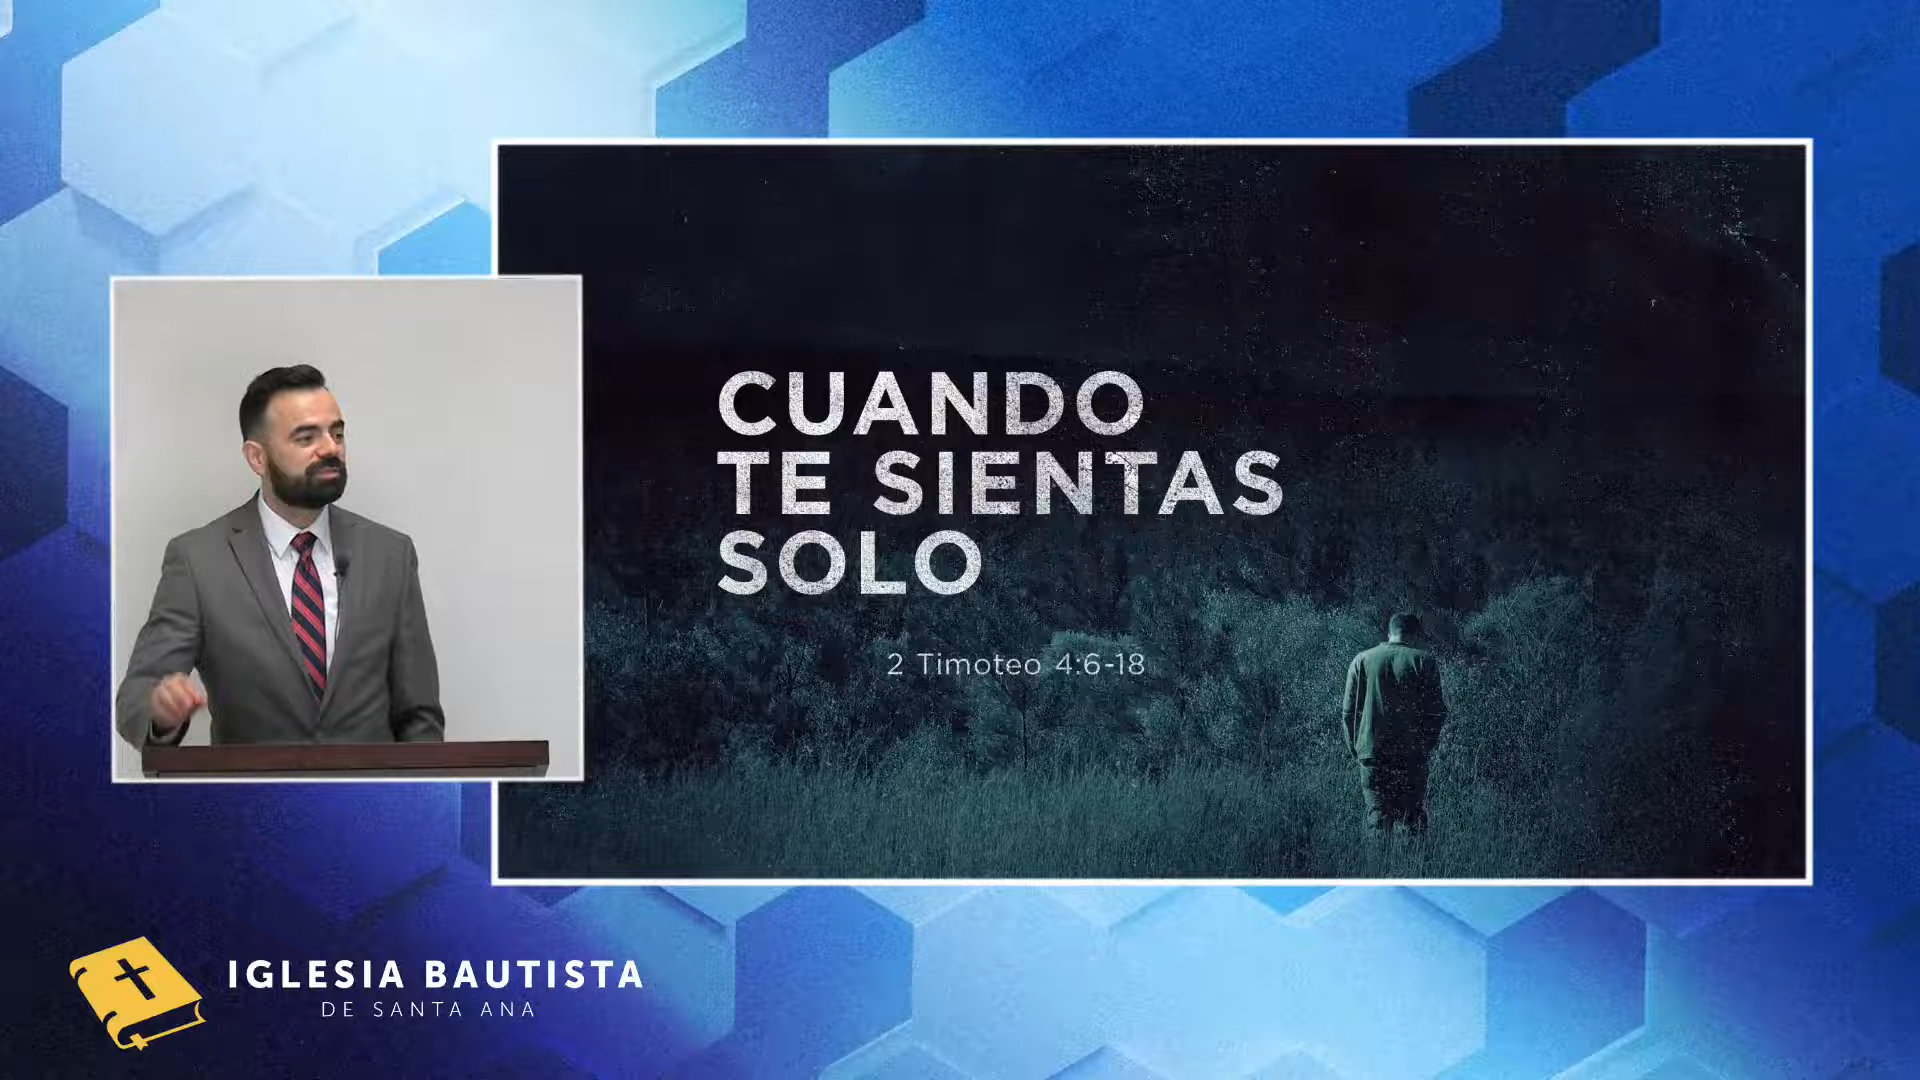 CUANDO
TE SIENTAS
SOLO
2 Timoteo 4:6-18
IGLESIA BAUTISTA
DE SANTA ANA